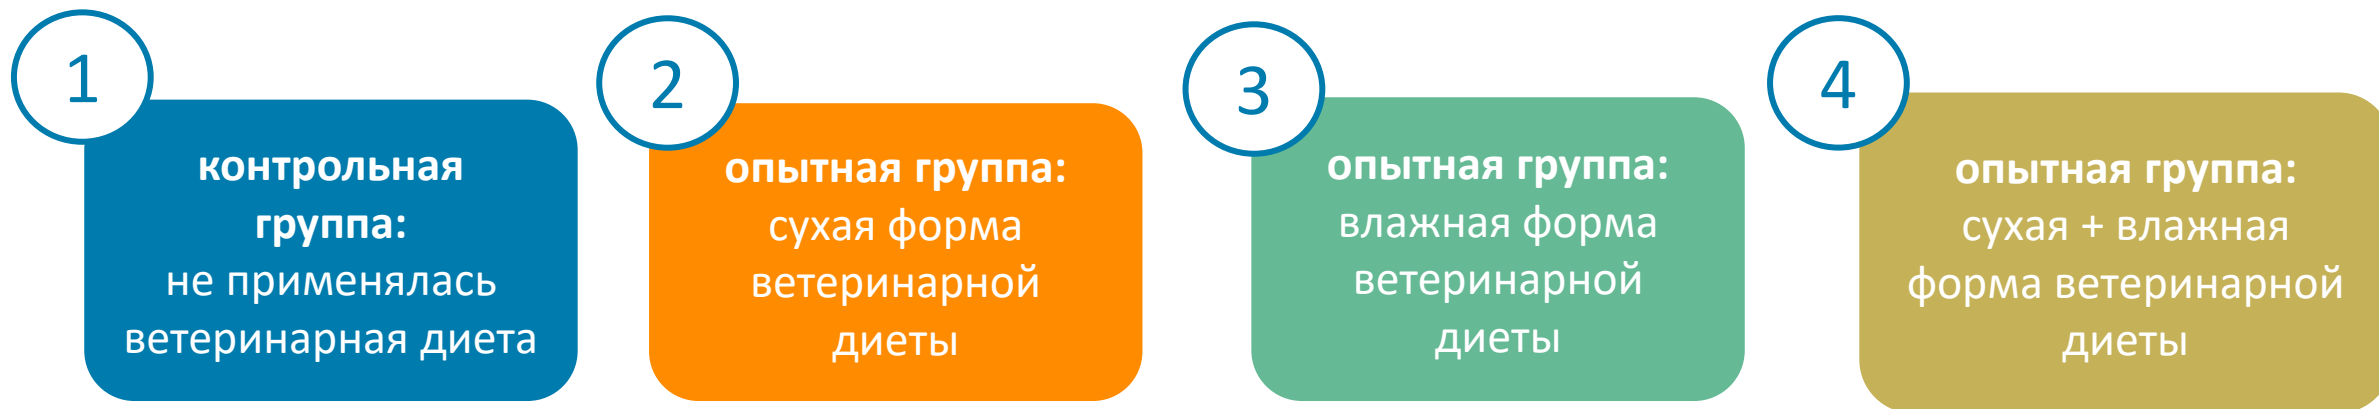 1
контрольная
группа:
не применялась
ветеринарная диета
2
опытная группа:
сухая форма
ветеринарной
диеты
3
опытная группа:
влажная форма
ветеринарной
диеты
4
опытная группа:
сухая + влажная
форма ветеринарной
диеты